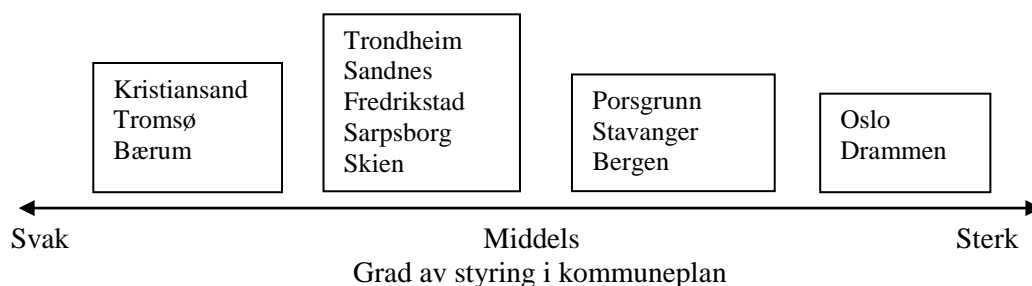 Kristiansand
Tromsø
Bærum
Trondheim
Sandnes
Fredrikstad
Sarpsborg
Skien
Porsgrunn
Stavanger
Bergen
Oslo
Drammen
Svak Middels Sterk
Grad av styring i kommuneplan